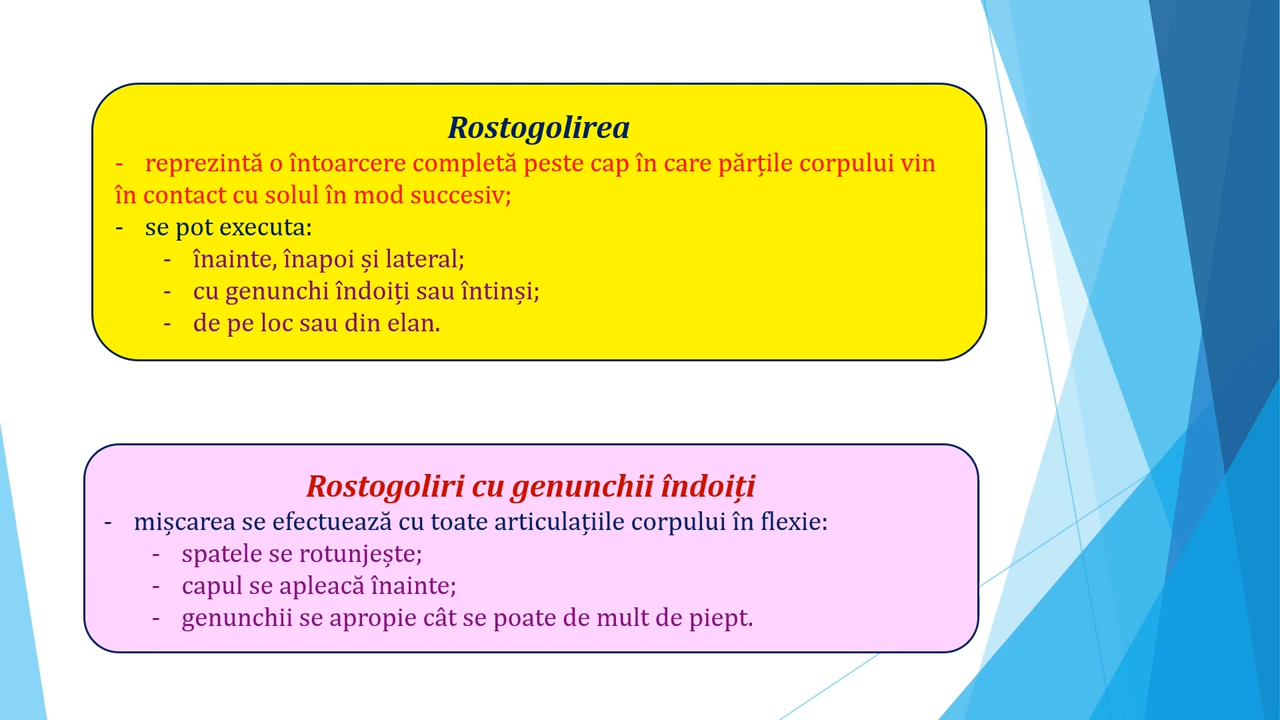 Rostogolirea
- reprezintă o întoarcere completă peste cap în care părțile corpului vin
în contact cu solul în mod succesiv;
- se pot executa:
- înainte, înapoi și lateral;
- cu genunchi îndoiți sau întinși;
- de pe loc sau din elan.
Rostogoliri cu genunchii îndoiți
- mișcarea se efectuează cu toate articulațiile corpului în flexie:
- spatele se rotunjește;
- capul se apleacă înainte;
- genunchii se apropie cât se poate de mult de piept.